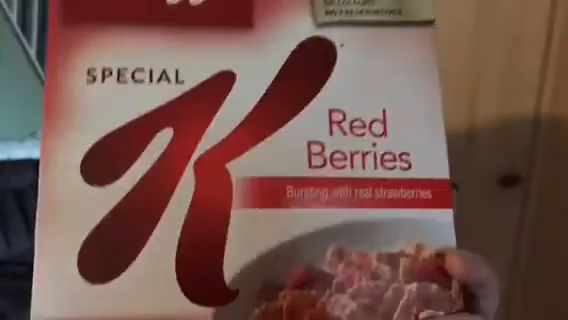 SPECIAL
K
Red
Berries
Bursting with real strawberries